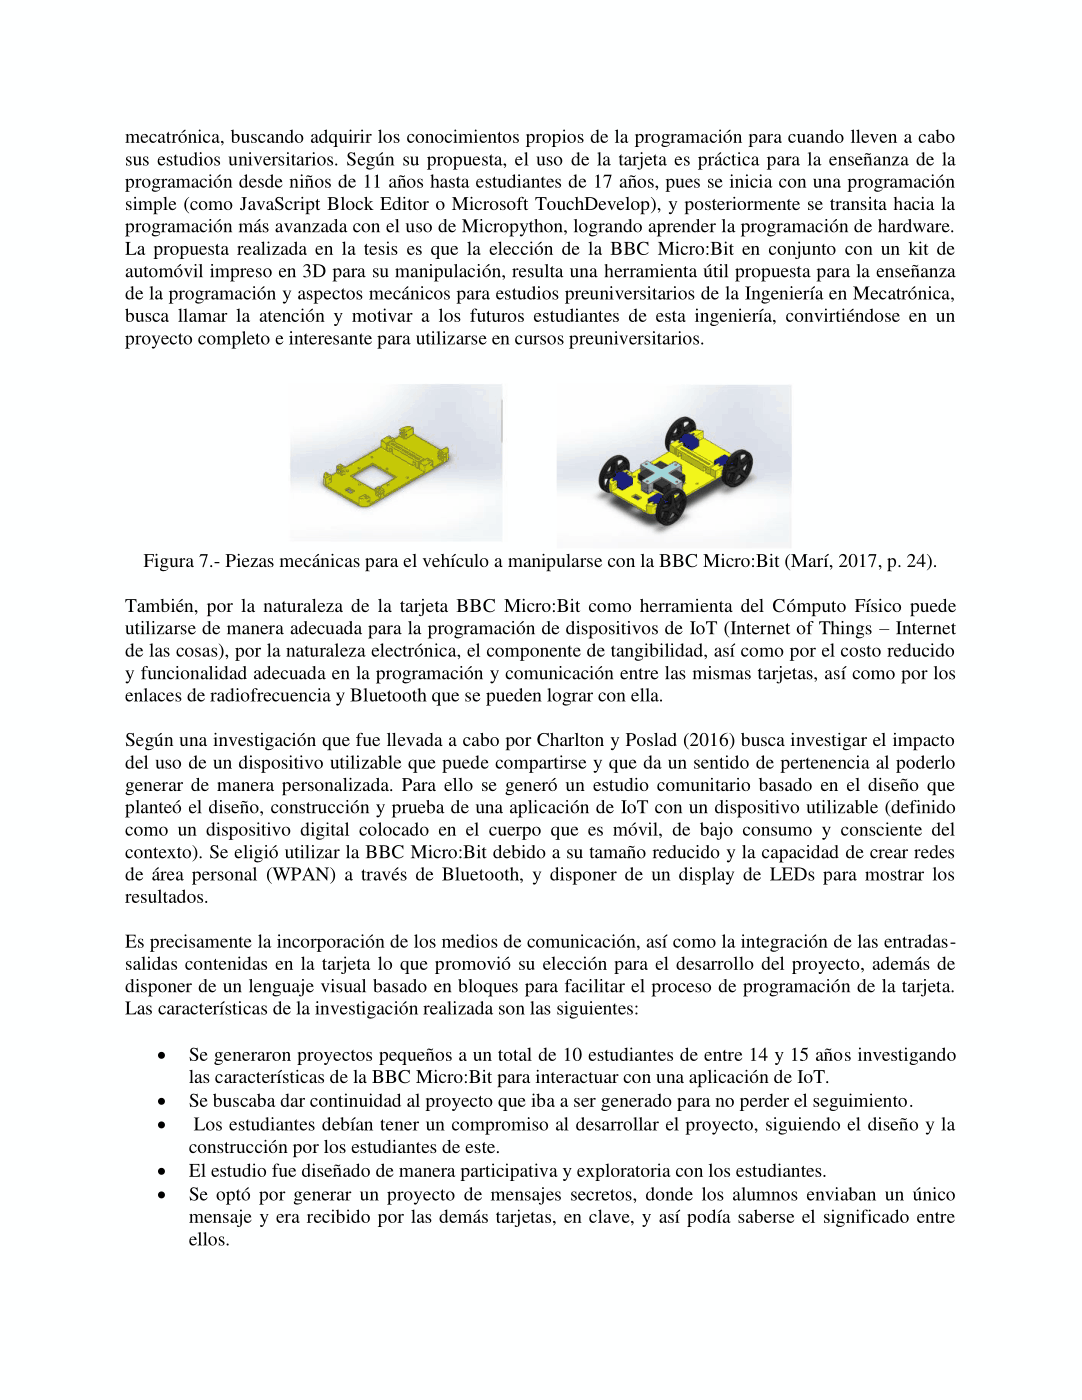 mecatrónica, buscando adquirir los conocimientos propios de la programación para cuando lleven a cabo
sus estudios universitarios. Según su propuesta, el uso de la tarjeta es práctica para la enseñanza de la
programación desde niños de 11 años hasta estudiantes de 17 años, pues se inicia con una programación
simple (como JavaScript Block Editor o Microsoft TouchDevelop), y posteriormente se transita hacia la
programación más avanzada con el uso de Micropython, logrando aprender la programación de hardware.
La propuesta realizada en la tesis es que la elección de la BBC Micro:Bit en conjunto con un kit de
automóvil impreso en 3D para su manipulación, resulta una herramienta útil propuesta para la enseñanza
de la programación y aspectos mecánicos para estudios preuniversitarios de la Ingeniería en Mecatrónica,
busca llamar la atención y motivar a los futuros estudiantes de esta ingeniería, convirtiéndose en un
proyecto completo e interesante para utilizarse en cursos preuniversitarios.
Figura 7.- Piezas mecánicas para el vehículo a manipularse con la BBC Micro:Bit (Marí, 2017, p. 24).
También, por la naturaleza de la tarjeta BBC Micro:Bit como herramienta del Cómputo Físico puede
utilizarse de manera adecuada para la programación de dispositivos de IoT (Internet of Things – Internet
de las cosas), por la naturaleza electrónica, el componente de tangibilidad, así como por el costo reducido
y funcionalidad adecuada en la programación y comunicación entre las mismas tarjetas, así como por los
enlaces de radiofrecuencia y Bluetooth que se pueden lograr con ella.
Según una investigación que fue llevada a cabo por Charlton y Poslad (2016) busca investigar el impacto
del uso de un dispositivo utilizable que puede compartirse y que da un sentido de pertenencia al poderlo
generar de manera personalizada. Para ello se generó un estudio comunitario basado en el diseño que
planteó el diseño, construcción y prueba de una aplicación de IoT con un dispositivo utilizable (definido
como un dispositivo digital colocado en el cuerpo que es móvil, de bajo consumo y consciente del
contexto). Se eligió utilizar la BBC Micro:Bit debido a su tamaño reducido y la capacidad de crear redes
de área personal (WPAN) a través de Bluetooth, y disponer de un display de LEDs para mostrar los
resultados.
Es precisamente la incorporación de los medios de comunicación, así como la integración de las entradas-
salidas contenidas en la tarjeta lo que promovió su elección para el desarrollo del proyecto, además de
disponer de un lenguaje visual basado en bloques para facilitar el proceso de programación de la tarjeta.
Las características de la investigación realizada son las siguientes:
• Se generaron proyectos pequeños a un total de 10 estudiantes de entre 14 y 15 años investigando
las características de la BBC Micro:Bit para interactuar con una aplicación de IoT.
• Se buscaba dar continuidad al proyecto que iba a ser generado para no perder el seguimiento.
• Los estudiantes debían tener un compromiso al desarrollar el proyecto, siguiendo el diseño y la
construcción por los estudiantes de este.
• El estudio fue diseñado de manera participativa y exploratoria con los estudiantes.
• Se optó por generar un proyecto de mensajes secretos, donde los alumnos enviaban un único
mensaje y era recibido por las demás tarjetas, en clave, y así podía saberse el significado entre
ellos.